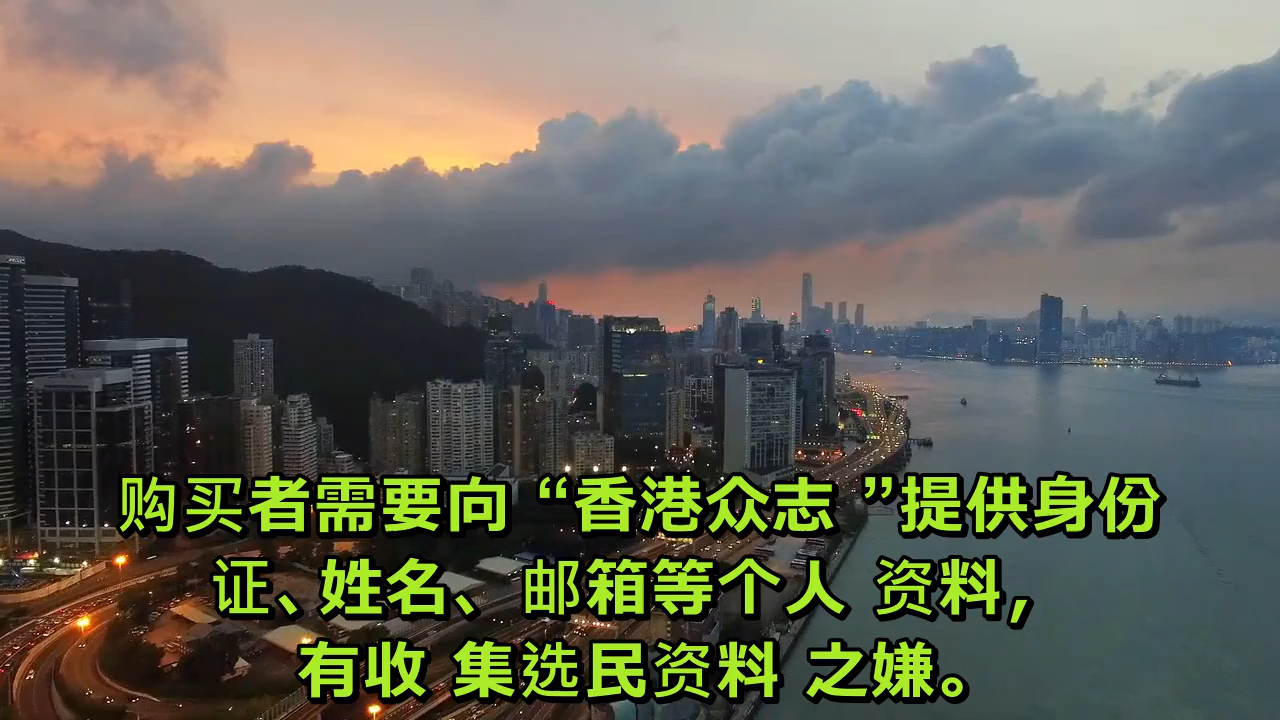 购买者需要向“香港众志”提供身份
证、姓名、邮箱等个人 资料,
有收 集选民资料 之嫌。